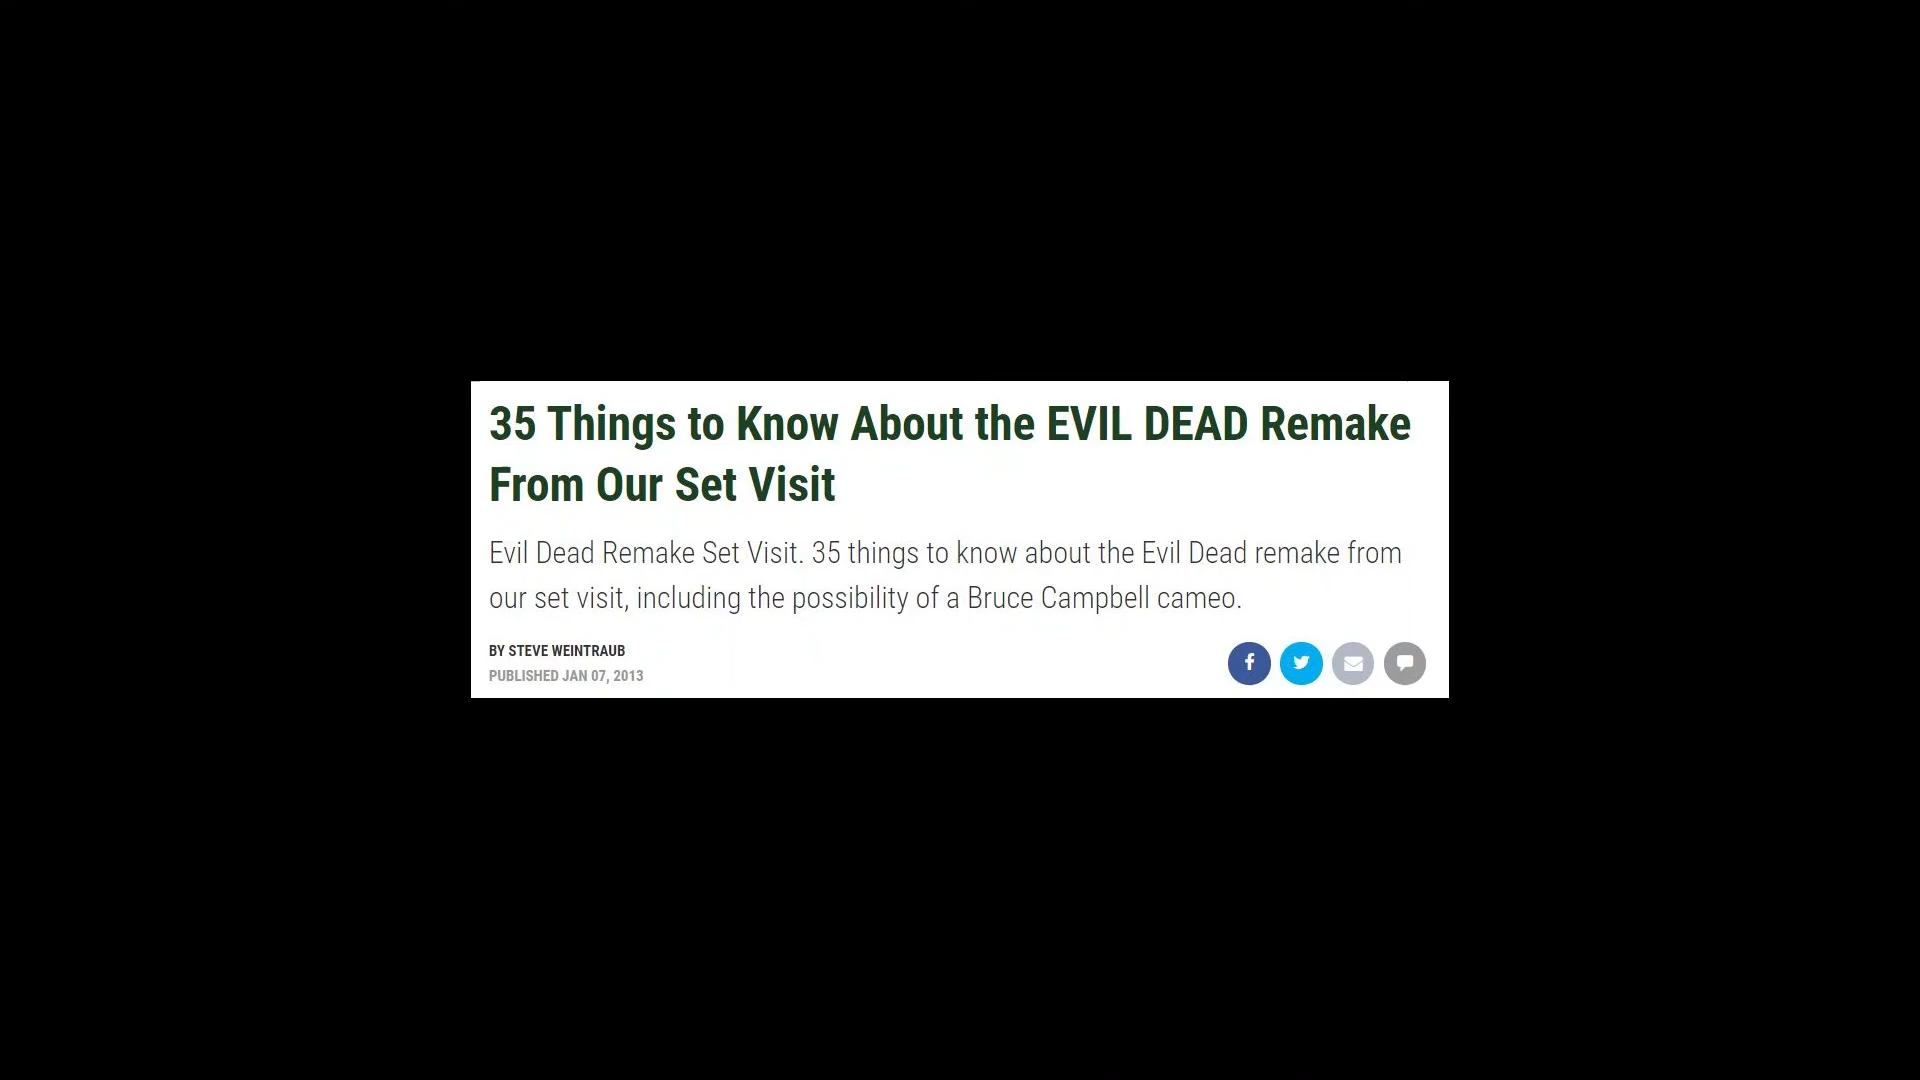 35 Things to Know About the EVIL DEAD Remake
From Our Set Visit
Evil Dead Remake Set Visit. 35 things to know about the Evil Dead remake from
our set visit, including the possibility of a Bruce Campbell cameo.
BY STEVE WEINTRAUB
PUBLISHED JAN 07, 2013